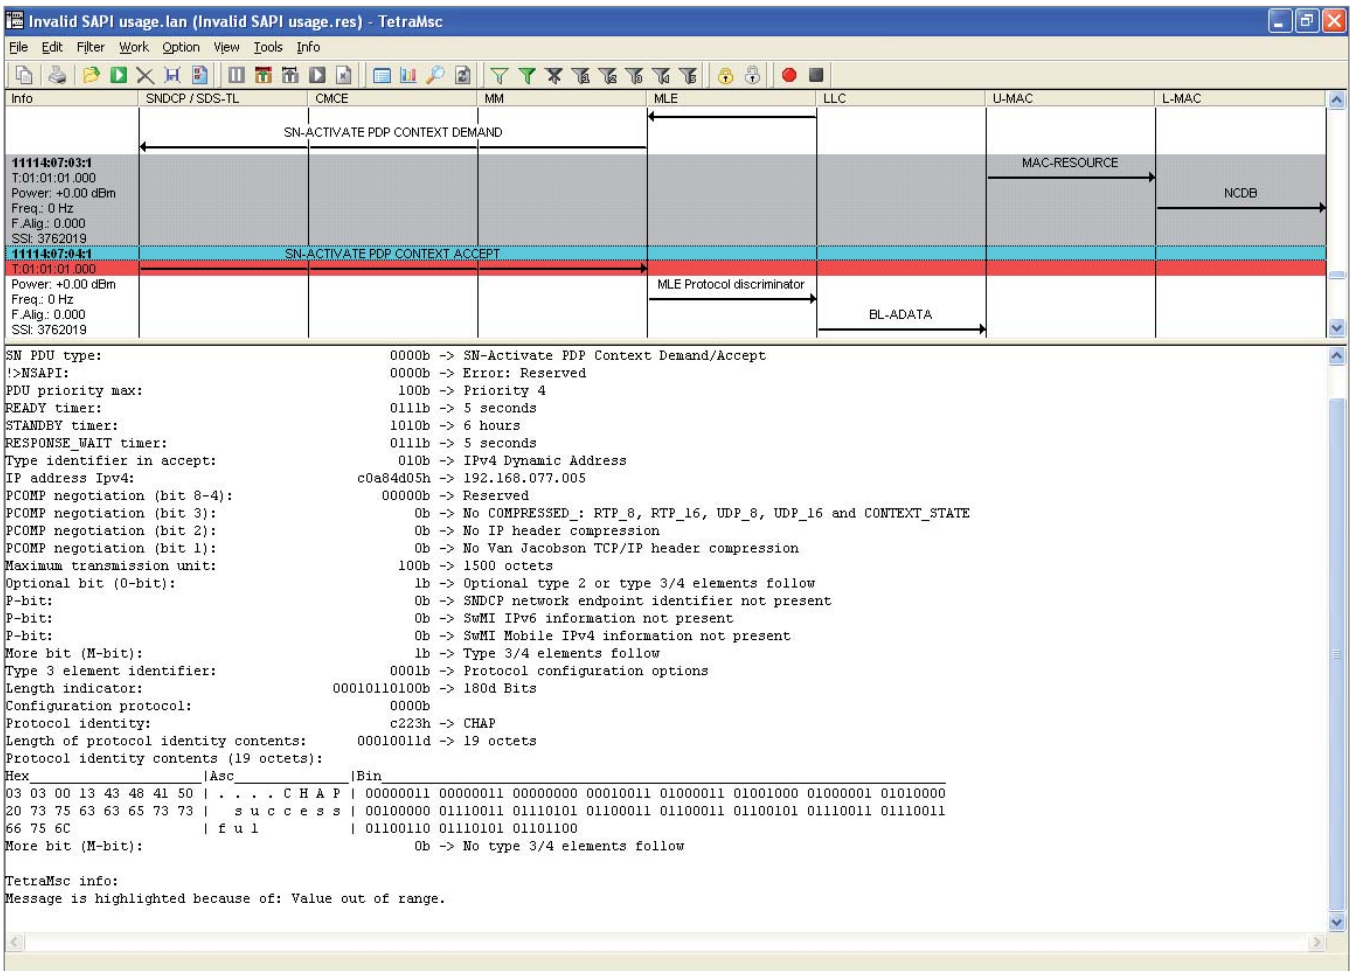 Invalid SAPI usage.lan (Invalid SAPI usage.res) - TetraMsc
File Edit Filter Work Option View Tools Info
Info SNDCP / SDS-TL CMCE MM MLE LLC U-MAC L-MAC
SN-ACTIVATE PDP CONTEXT DEMAND
11114:07:03:1 MAC-RESOURCE
T:01:01:01.000
Power: +0.00 dBm NCDB
Freq.: 0 Hz
F.Alig.: 0.000
SSI: 3762019
11114:07:04:1 SN-ACTIVATE PDP CONTEXT ACCEPT
T:01:01:01.000
Power: +0.00 dBm MLE Protocol discriminator
Freq.: 0 Hz
F.Alig.: 0.000 BL-ADATA
SSI: 3762019
SN PDU type: 0000b -> SN-Activate PDP Context Demand/Accept
!>NSAPI: 0000b -> Error: Reserved
PDU priority max: 100b -> Priority 4
READY timer: 0111b -> 5 seconds
STANDBY timer: 1010b -> 6 hours
RESPONSE_WAIT timer: 0111b -> 5 seconds
Type identifier in accept: 010b -> IPv4 Dynamic Address
IP address Ipv4: c0a84d05h -> 192.168.077.005
PCOMP negotiation (bit 8-4): 00000b -> Reserved
PCOMP negotiation (bit 3): 0b -> No COMPRESSED_: RTP_8, RTP_16, UDP_8, UDP_16 and CONTEXT_STATE
PCOMP negotiation (bit 2): 0b -> No IP header compression
PCOMP negotiation (bit 1): 0b -> No Van Jacobson TCP/IP header compression
Maximum transmission unit: 100b -> 1500 octets
Optional bit (O-bit): 1b -> Optional type 2 or type 3/4 elements follow
P-bit: 0b -> SNDCP network endpoint identifier not present
P-bit: 0b -> SwMI IPv6 information not present
P-bit: 0b -> SwMI Mobile IPv4 information not present
More bit (M-bit): 1b -> Type 3/4 elements follow
Type 3 element identifier: 0001b -> Protocol configuration options
Length indicator: 00010110100b -> 180d Bits
Configuration protocol: 0000b
Protocol identity: c223h -> CHAP
Length of protocol identity contents: 00010011d -> 19 octets
Protocol identity contents (19 octets):
Hex |Asc |Bin
03 03 00 13 43 48 41 50 | . . . . C H A P | 00000011 00000011 00000000 00010011 01000011 01001000 01000001 01010000
20 73 75 63 63 65 73 73 | s u c c e s s | 00100000 01110011 01110101 01100011 01100011 01100101 01110011 01110011
66 75 6C | f u l | 01100110 01110101 01101100
More bit (M-bit): 0b -> No type 3/4 elements follow
TetraMsc info:
Message is highlighted because of: Value out of range.